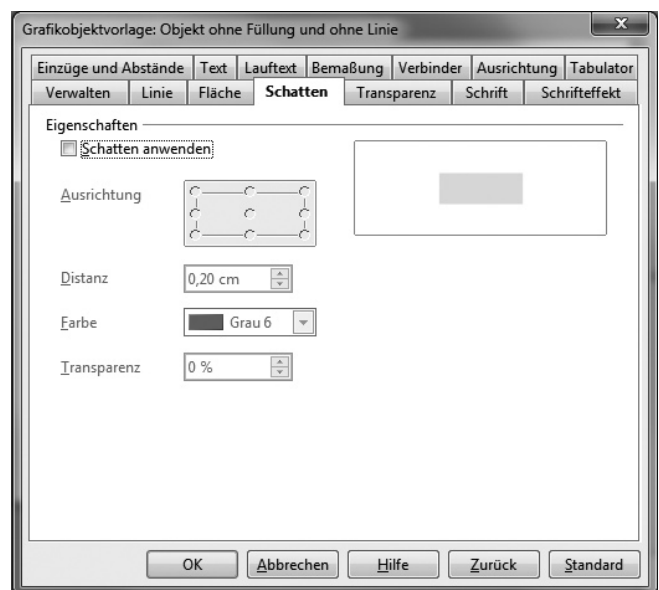 Grafikobjektvorlage: Objekt ohne Füllung und ohne Linie
X
Einzüge und Abstände Text Lauftext Bemaßung Verbinder Ausrichtung Tabulator
Verwalten Linie Fläche Schatten Transparenz Schrift Schrifteffekt
Eigenschaften
Schatten anwenden
Ausrichtung
Distanz 0,20 cm
Farbe Grau 6
Transparenz 0 %
OK Abbrechen Hilfe Zurück Standard